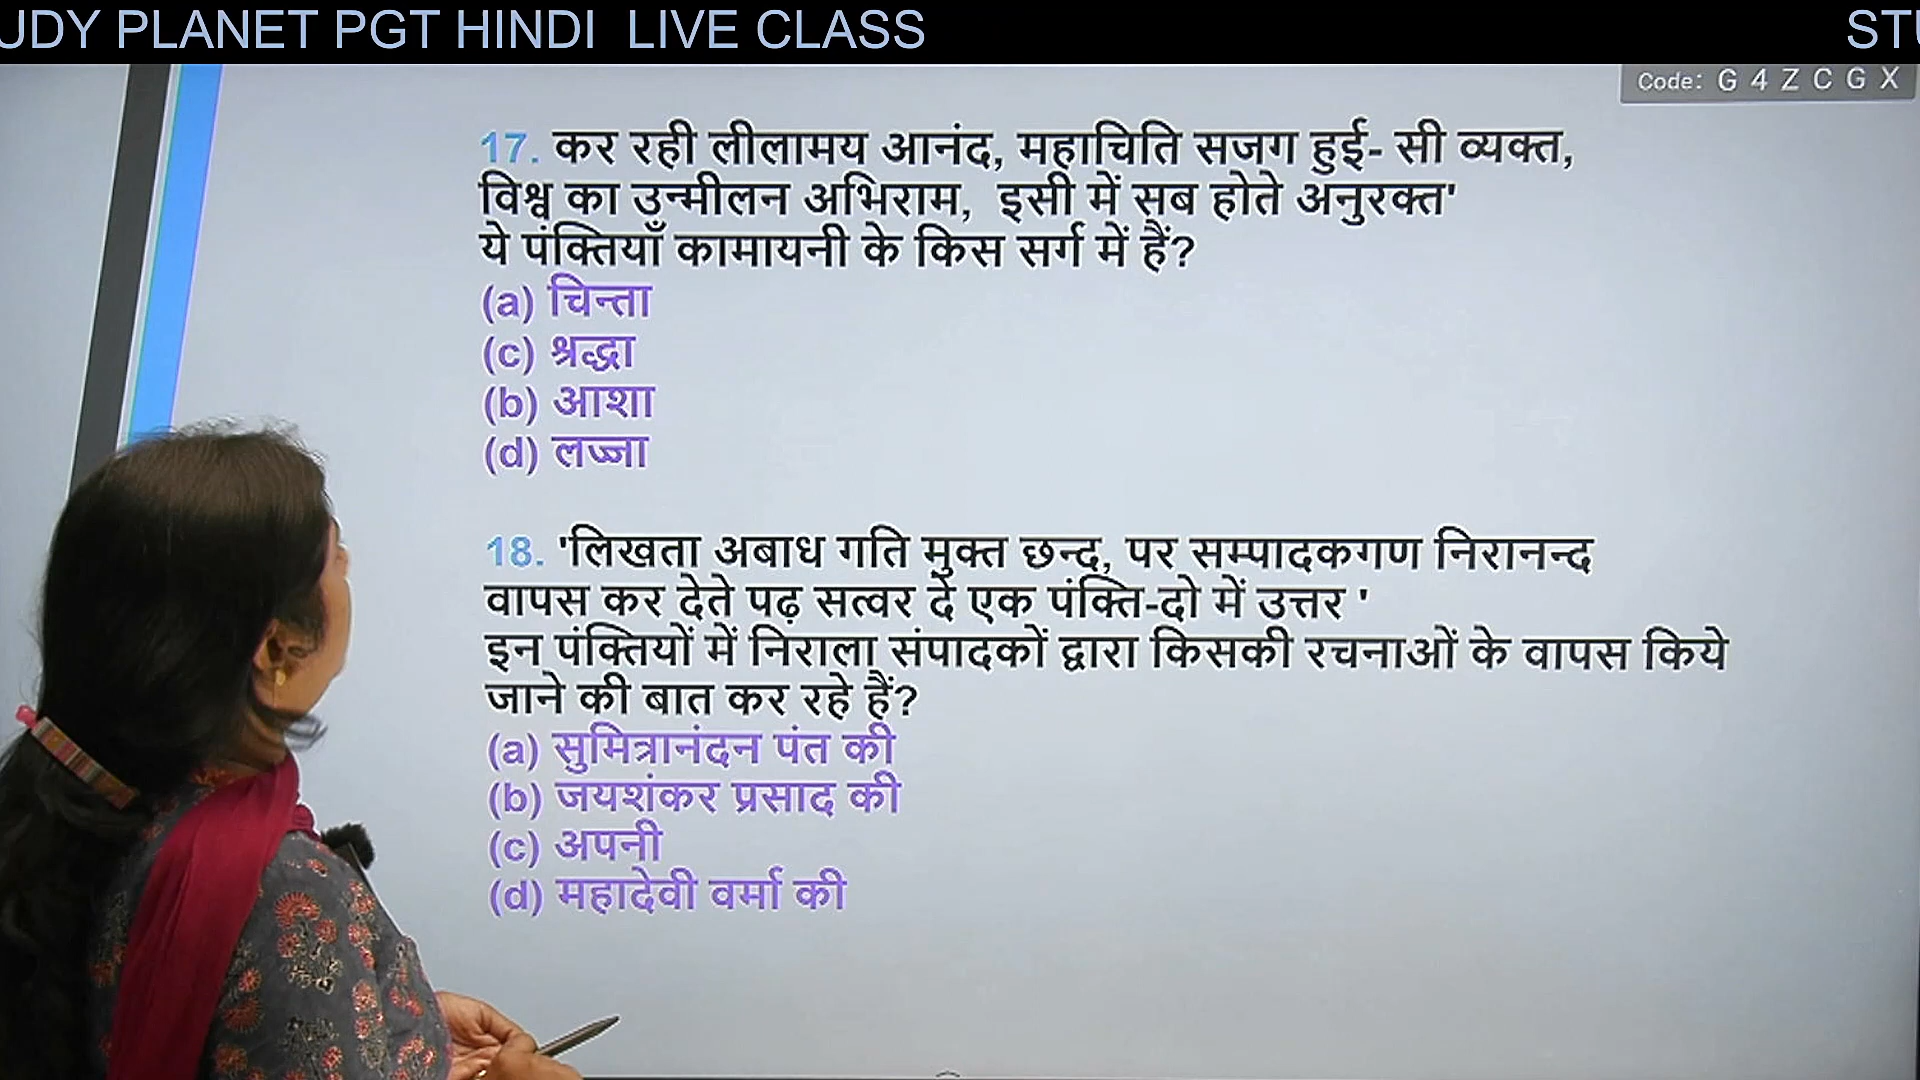 UDY PLANET PGT HINDI LIVE CLASS
STU
Code: G 4 Z C G X
17. कर रही लीलामय आनंद, महाचिति सजग हुई- सी व्यक्त,
विश्व का उन्मीलन अभिराम, इसी में सब होते अनुरक्त'
ये पंक्तियाँ कामायनी के किस सर्ग में हैं?
(a) चिन्ता
(c) श्रद्धा
(b) आशा
(d) लज्जा
18. 'लिखता अबाध गति मुक्त छन्द, पर सम्पादकगण निरानन्द
वापस कर देते पढ़ सत्वर दे एक पंक्ति-दो में उत्तर '
इन पंक्तियों में निराला संपादकों द्वारा किसकी रचनाओं के वापस किये
जाने की बात कर रहे हैं?
(a) सुमित्रानंदन पंत की
(b) जयशंकर प्रसाद की
(c) अपनी
(d) महादेवी वर्मा की